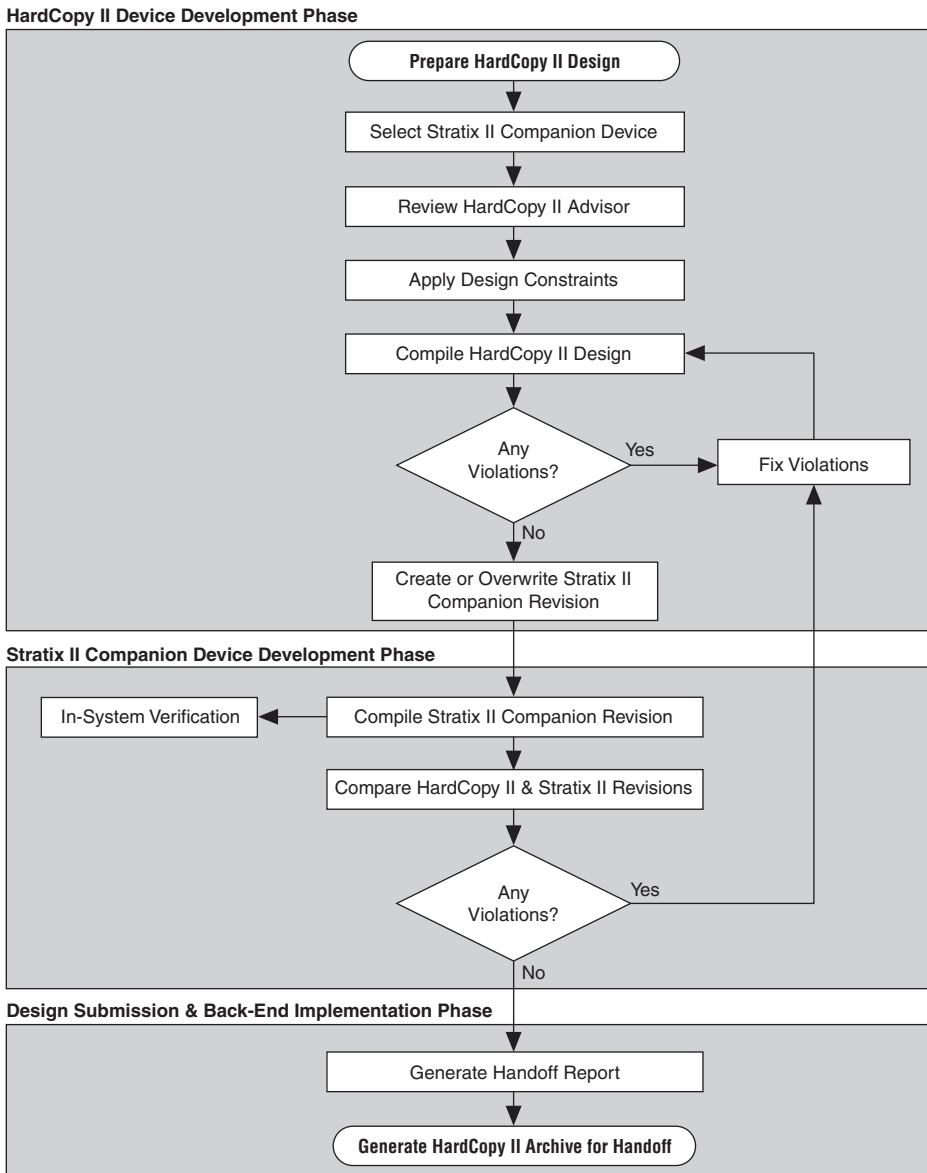 HardCopy II Device Development Phase
Prepare HardCopy II Design
Select Stratix II Companion Device
Review HardCopy II Advisor
Apply Design Constraints
Compile HardCopy II Design
Any
Violations?
Yes
Fix Violations
No
Create or Overwrite Stratix II
Companion Revision
Stratix II Companion Device Development Phase
In-System Verification
Compile Stratix II Companion Revision
Compare HardCopy II & Stratix II Revisions
Any
Violations?
Yes
No
Design Submission & Back-End Implementation Phase
Generate Handoff Report
Generate HardCopy II Archive for Handoff